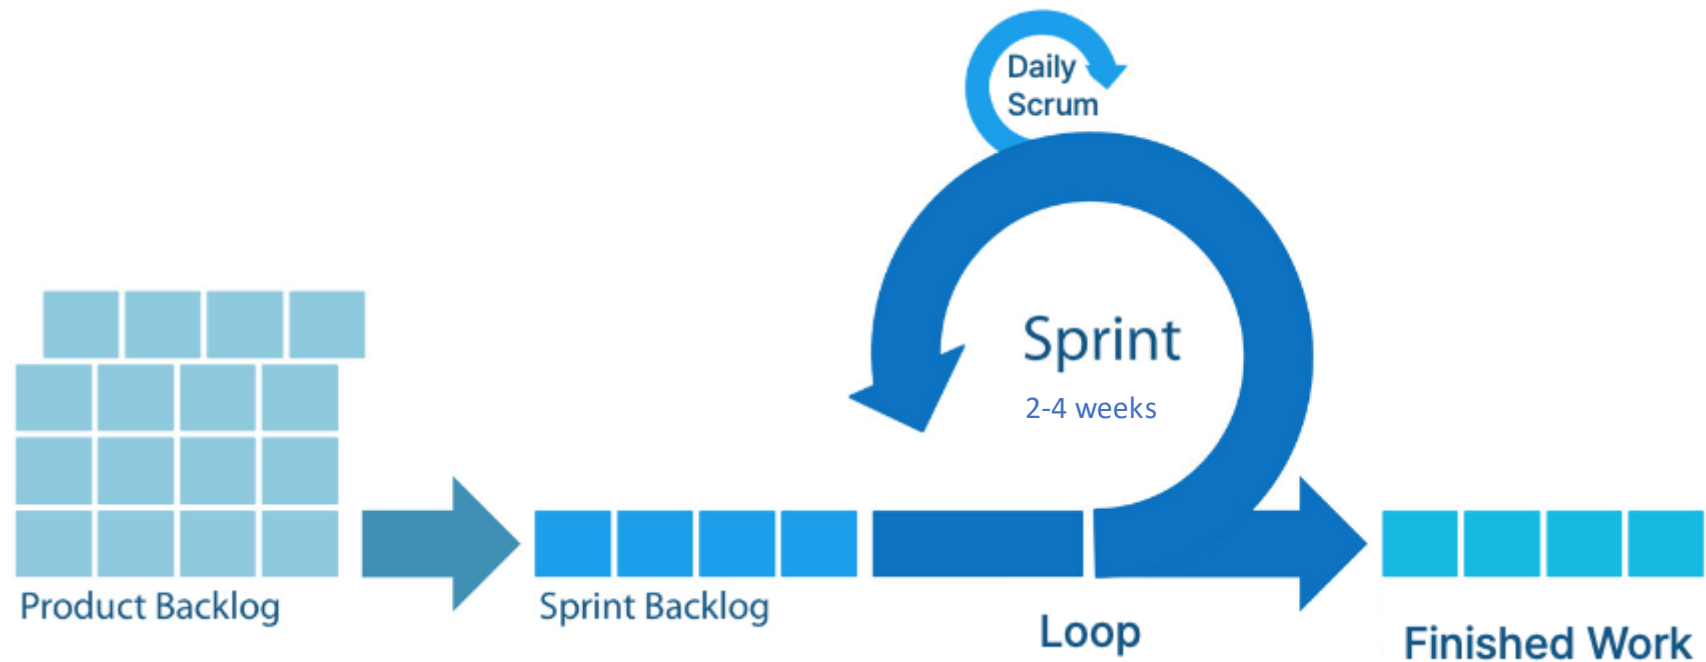 Daily
Scrum
Sprint
2-4 weeks
Product Backlog
Sprint Backlog
Loop
Finished Work